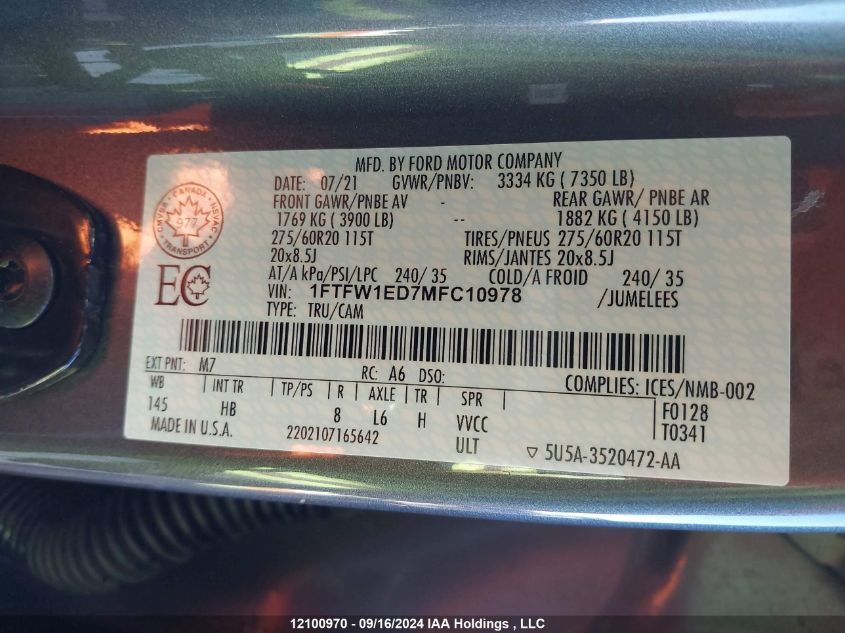 MFD. BY FORD MOTOR COMPANY
DATE: 07/21 GVWR/PNBV: 3334 KG ( 7350 LB)
FRONT GAWR/PNBE AV REAR GAWR/ PNBE AR
1769 KG ( 3900 LB) -- 1882 KG ( 4150 LB)
275/60R20 115T TIRES/PNEUS 275/60R20 115T
20x8.5J RIMS/JANTES 20x8.5J
AT/A kPa/PSI/LPC 240/ 35 COLD/A FROID 240/ 35
VIN: 1FTFW1ED7MFC10978 /JUMELEES
TYPE: TRU/CAM
CANADA
CMVSS NSVAC
977
TRANSPORT
EC
EXT PNT: M7 RC: A6 DSO: COMPLIES: ICES/NMB-002
WB INT TR TP/PS R AXLE TR SPR F0128
145 HB 8 L6 H VVCC T0341
MADE IN U.S.A. 2202107165642 ULT ▽ 5U5A-3520472-AA
12100970 - 09/16/2024 IAA Holdings , LLC